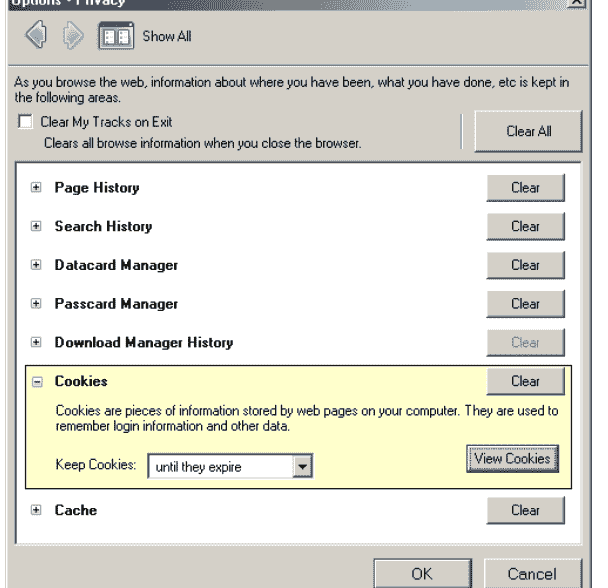 Options - Privacy
Show All
As you browse the web, information about where you have been, what you have done, etc is kept in
the following areas.
Clear My Tracks on Exit
Clear All
Clears all browse information when you close the browser.
Page History Clear
Search History Clear
Datacard Manager Clear
Passcard Manager Clear
Download Manager History Clear
Cookies Clear
Cookies are pieces of information stored by web pages on your computer. They are used to
remember login information and other data.
Keep Cookies: until they expire View Cookies
Cache Clear
OK Cancel